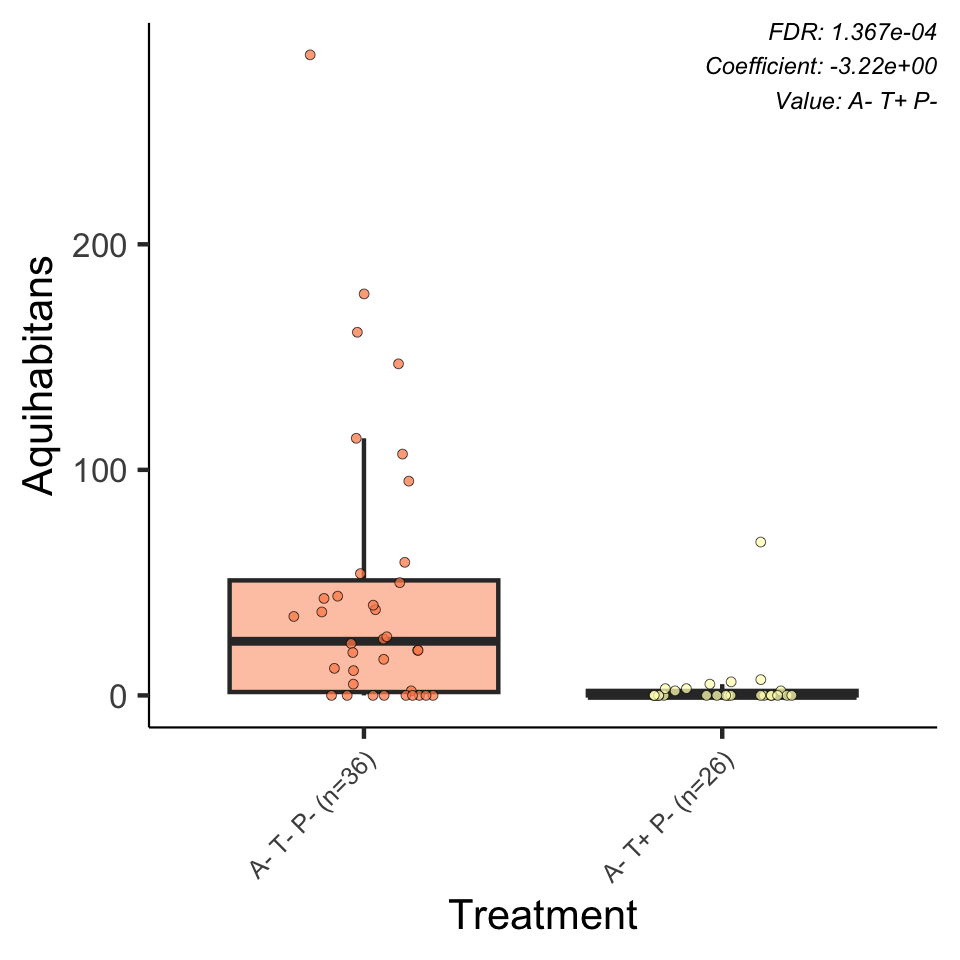 FDR: 1.367e-04
Coefficient: -3.22e+00
Value: A- T+ P-
Aquihabitans
200
100
0
A- T- P- (n=36)
A- T+ P- (n=26)
Treatment